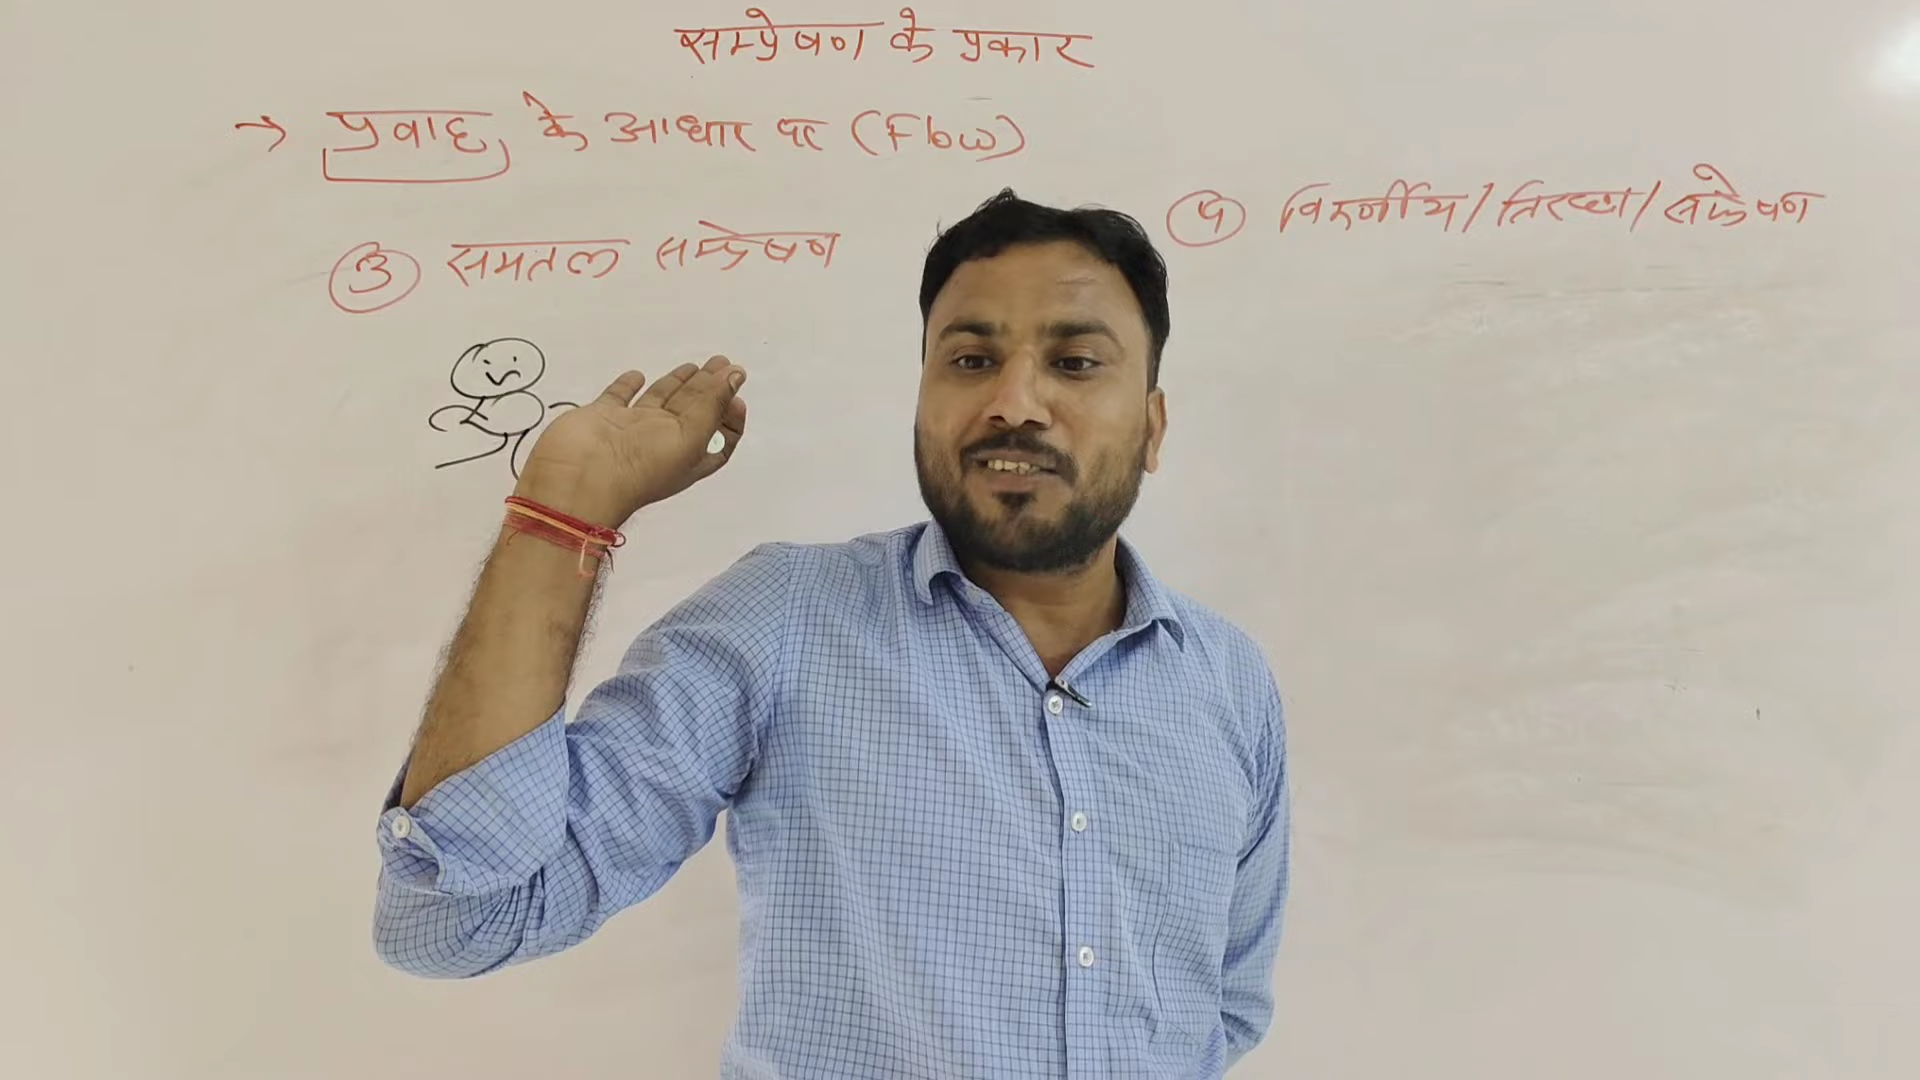 सम्प्रेषण के प्रकार
→ प्रवाह के आधार पर (Flow)
③ समतल सम्प्रेषण
④ विकर्णीय/तिरछा/सम्प्रेषण